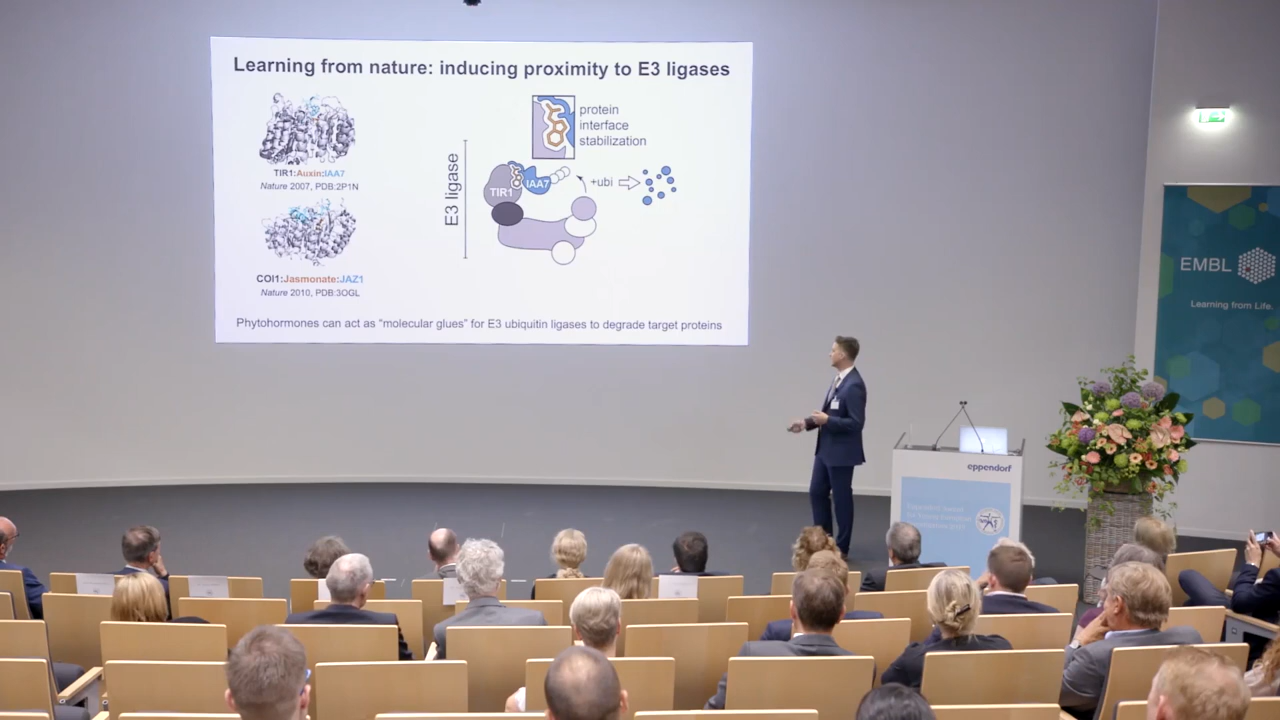 Learning from nature: inducing proximity to E3 ligases
TIR1:Auxin:IAA7
Nature 2007, PDB:2P1N
COI1:Jasmonate:JAZ1
Nature 2010, PDB:3OGL
protein
interface
stabilization
E3 ligase
TIR1
IAA7
+ubi
Phytohormones can act as “molecular glues” for E3 ubiquitin ligases to degrade target proteins
EMBL
Learning from Life.
eppendorf